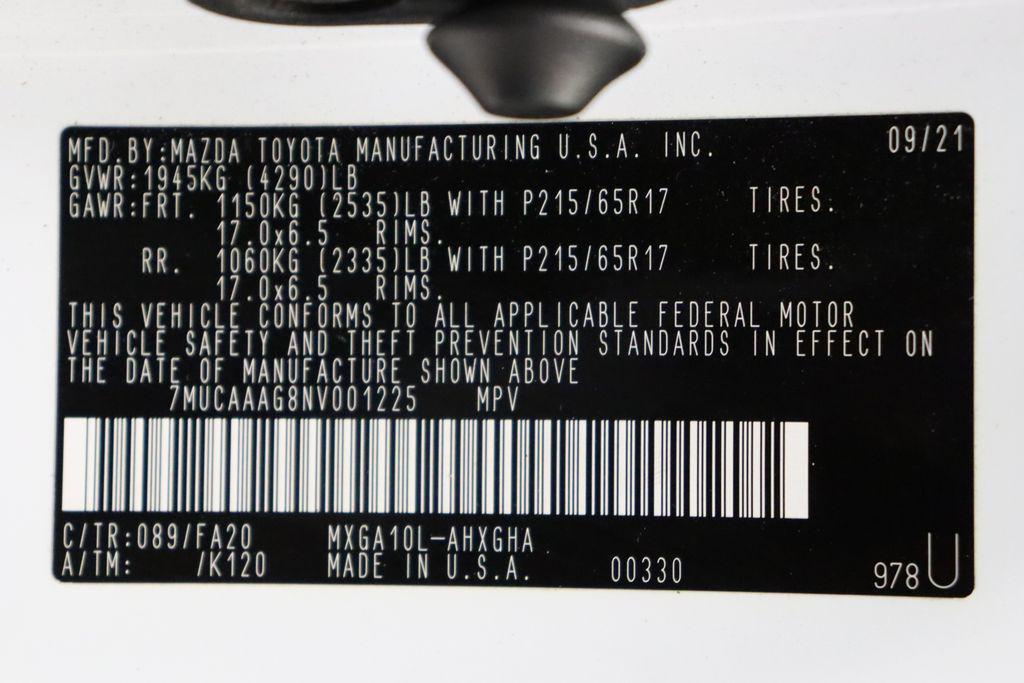 MFD.BY:MAZDA TOYOTA MANUFACTURING U.S.A. INC. 09/21
GVWR:1945KG (4290)LB
GAWR:FRT. 1150KG (2535)LB WITH P215/65R17 TIRES.
17.0x6.5 RIMS.
RR. 1060KG (2335)LB WITH P215/65R17 TIRES.
17.0x6.5 RIMS.
THIS VEHICLE CONFORMS TO ALL APPLICABLE FEDERAL MOTOR
VEHICLE SAFETY AND THEFT PREVENTION STANDARDS IN EFFECT ON
THE DATE OF MANUFACTURE SHOWN ABOVE
7MUCAAAG8NV001225 MPV
C/TR:089/FA20 MXGA10L-AHXGHA
A/TM: /K120 MADE IN U.S.A. 00330 978U